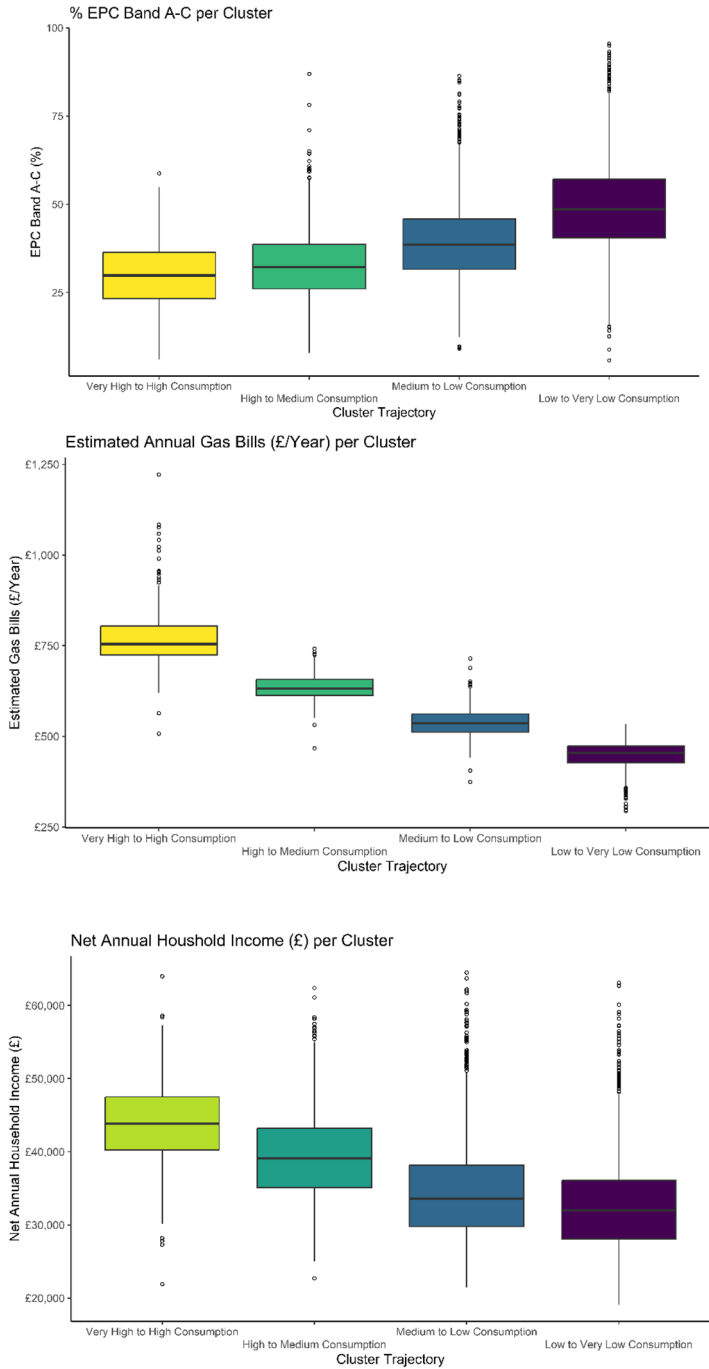 % EPC Band A-C per Cluster
EPC Band A-C (%)
100
75
50
25
Very High to High Consumption
High to Medium Consumption
Medium to Low Consumption
Low to Very Low Consumption
Cluster Trajectory
Estimated Annual Gas Bills (£/Year) per Cluster
Estimated Gas Bills (£/Year)
£1,250
£1,000
£750
£500
£250
Very High to High Consumption
High to Medium Consumption
Medium to Low Consumption
Low to Very Low Consumption
Cluster Trajectory
Net Annual Houshold Income (£) per Cluster
Net Annual Household Income (£)
£60,000
£50,000
£40,000
£30,000
£20,000
Very High to High Consumption
High to Medium Consumption
Medium to Low Consumption
Low to Very Low Consumption
Cluster Trajectory